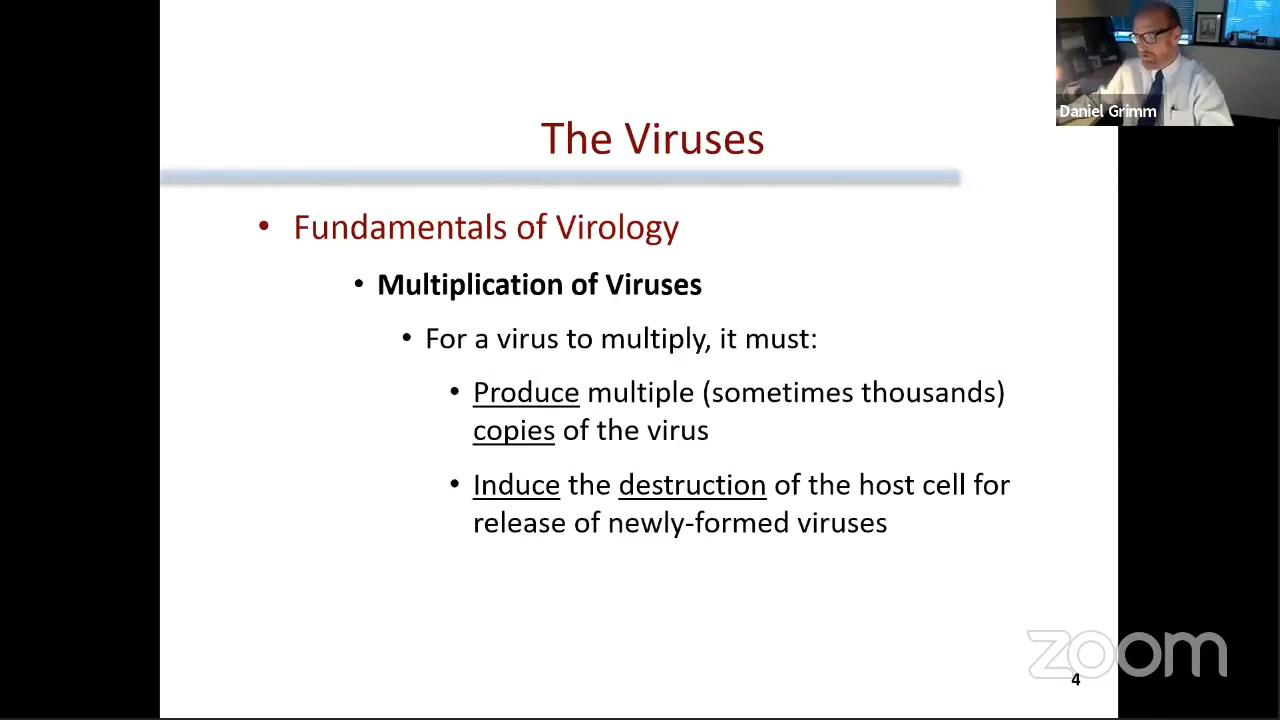 Daniel Grimm
The Viruses
• Fundamentals of Virology
• Multiplication of Viruses
• For a virus to multiply, it must:
• Produce multiple (sometimes thousands)
copies of the virus
• Induce the destruction of the host cell for
release of newly-formed viruses
zoom
4